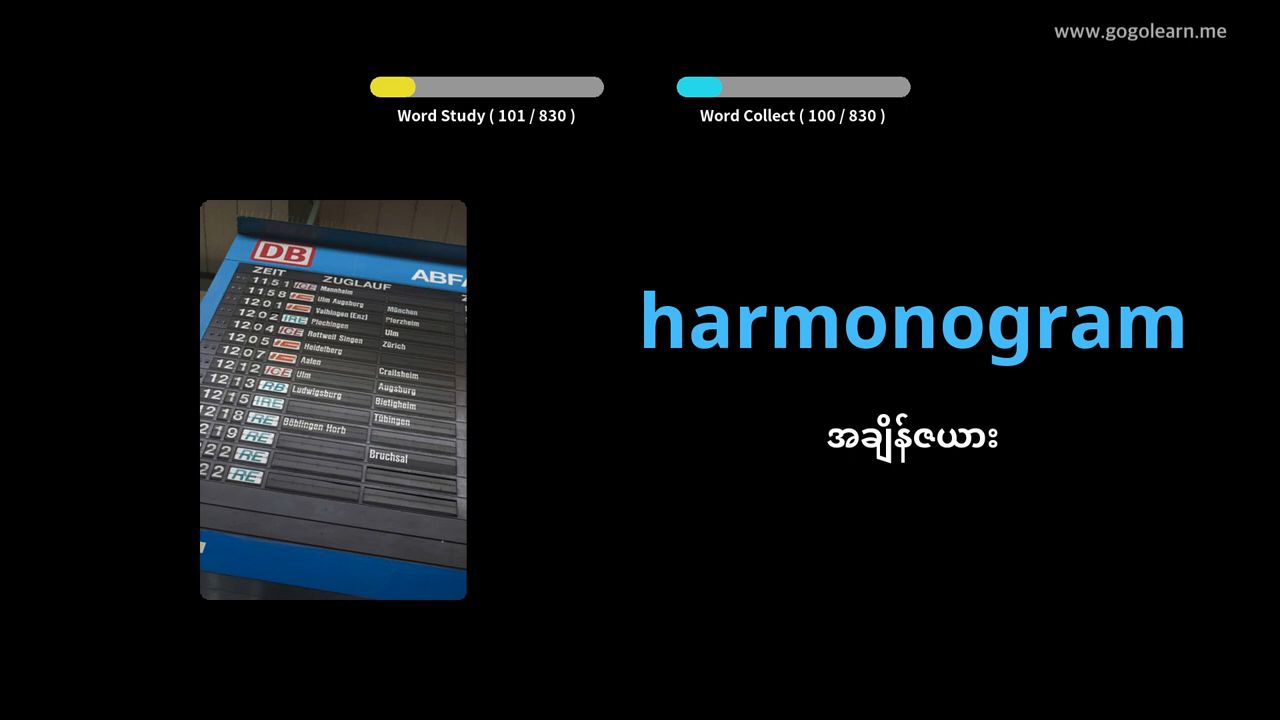 www.gogolearn.me
Word Study ( 101 / 830 )
Word Collect ( 100 / 830 )
DB
ZEIT ZUGLAUF ABFA
1151 ICE Mannheim
1158 Ulm Augsburg München
1201 Vaihingen (Enz) Pforzheim
1202 IRE Plochingen Ulm
1204 ICE Rottweil Singen Zürich
1205 Heidelberg
1207 Aalen Crailsheim
1212 ICE Ulm Augsburg
1213 RB Ludwigsburg Bietigheim
1215 IRE Tübingen
1218 RE Böblingen Horb
219 RE
22 RE Bruchsal
22 RE
harmonogram
အချိန်ဇယား